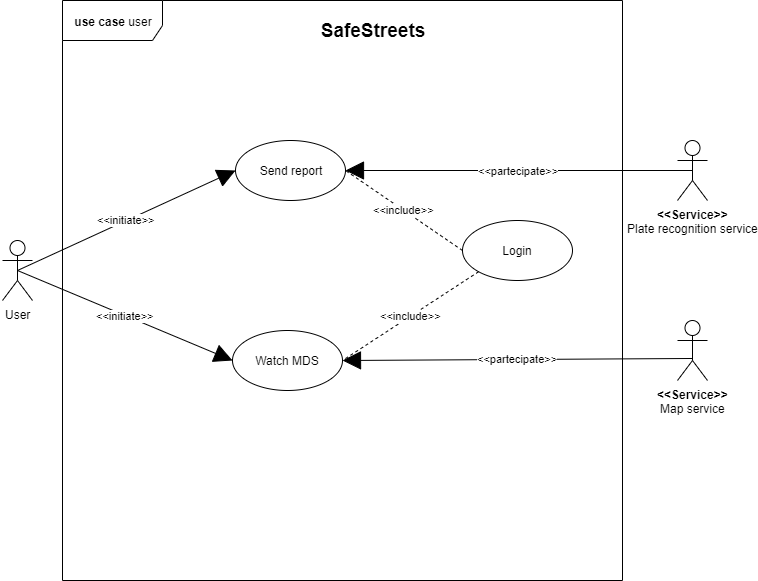 use case user
SafeStreets
Send report
<<partecipate>>
<<Service>>
Plate recognition service
<<initiate>>
<<include>>
Login
User
<<initiate>>
<<include>>
Watch MDS
<<partecipate>>
<<Service>>
Map service